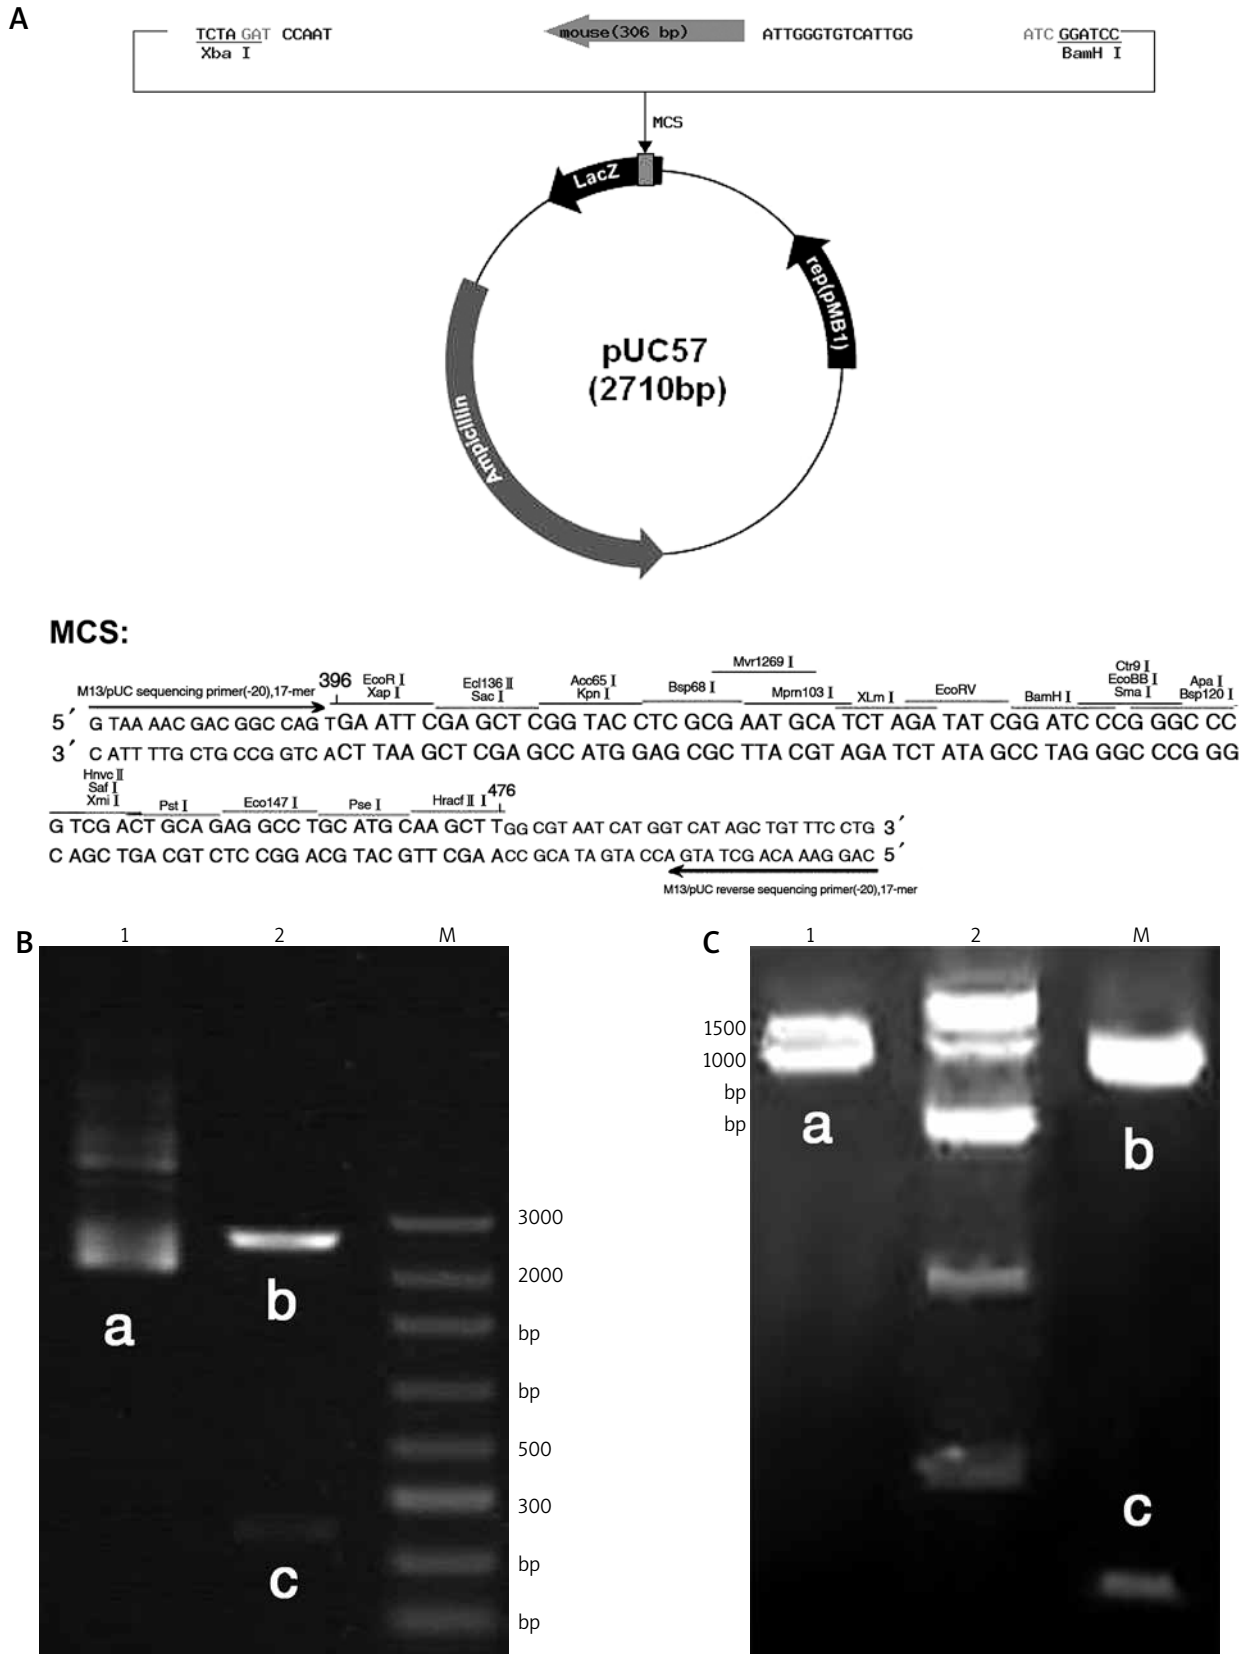 A
TCTA GAT CCAAT
mouse(306 bp)
ATTGGGTGTCATTGG
ATC GGATCC
Xba I
BamH I
MCS
LacZ
rep(pMB1)
pUC57
(2710bp)
Ampicillin
MCS:
Mvr1269 I
M13/pUC sequencing primer(-20),17-mer
396
EcoR I
Xap I
Ecl136 II
Sac I
Acc65 I
Kpn I
Bsp68 I
Mprn103 I
XLm I
EcoRV
BamH I
Ctr9 I
EcoBB I
Sma I
Apa I
Bsp120 I
5´ G TAA AAC GAC GGC CAG TGA ATT CGA GCT CGG TAC CTC GCG AAT GCA TCT AGA TAT CGG ATC CCG GGC CC
3´ C ATT TTG CTG CCG GTC ACT TAA GCT CGA GCC ATG GAG CGC TTA CGT AGA TCT ATA GCC TAG GGC CCG GG
Hnvc II
Saf I
Xmi I
Pst I
Eco147 I
Pse I
Hracf II I
476
G TCG ACT GCA GAG GCC TGC ATG CAA GCT TGG CGT AAT CAT GGT CAT AGC TGT TTC CTG 3´
C AGC TGA CGT CTC CGG ACG TAC GTT CGA ACC GCA TAG TAC CA GTA TCG ACA AAG GAC 5´
M13/pUC reverse sequencing primer(-20),17-mer
B
1 2 M
a
b
c
3000
2000
bp
bp
500
300
bp
bp
C
1 2 M
1500
1000
bp
bp
a
b
c